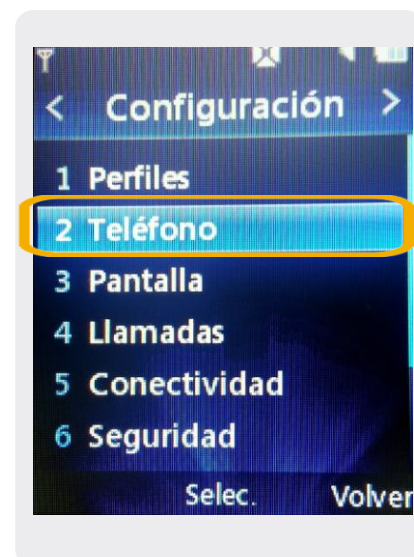 < Configuración >
1 Perfiles
2 Teléfono
3 Pantalla
4 Llamadas
5 Conectividad
6 Seguridad
Selec. Volver